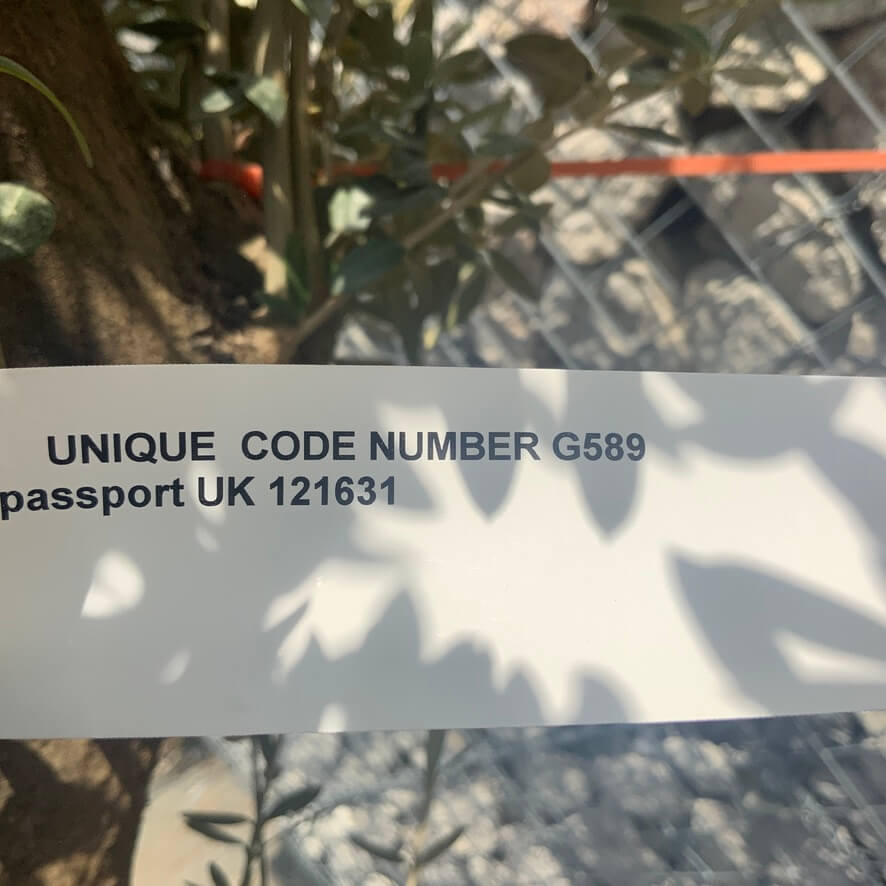 UNIQUE CODE NUMBER G589
passport UK 121631